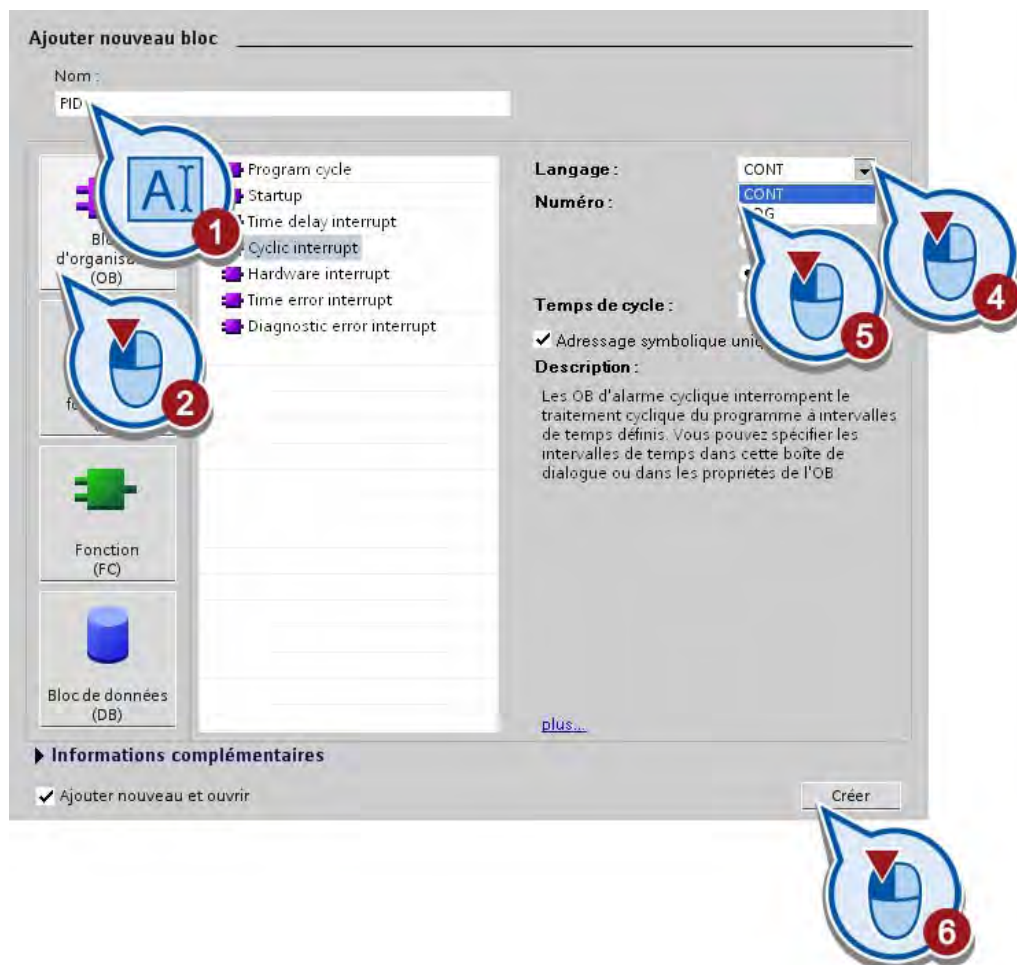 Ajouter nouveau bloc
Nom :
PID
A
1
d'organisa
(OB)
2
Fonction
(FC)
Bloc de données
(DB)
Program cycle
Startup
Time delay interrupt
Cyclic interrupt
Hardware interrupt
Time error interrupt
Diagnostic error interrupt
Langage :
CONT
CONT
Numéro :
4
5
Temps de cycle :
Adressage symbolique
Description :
Les OB d'alarme cyclique interrompent le
traitement cyclique du programme à intervalles
de temps définis. Vous pouvez spécifier les
intervalles de temps dans cette boîte de
dialogue ou dans les propriétés de l'OB
plus...
Informations complémentaires
Ajouter nouveau et ouvrir
Créer
6